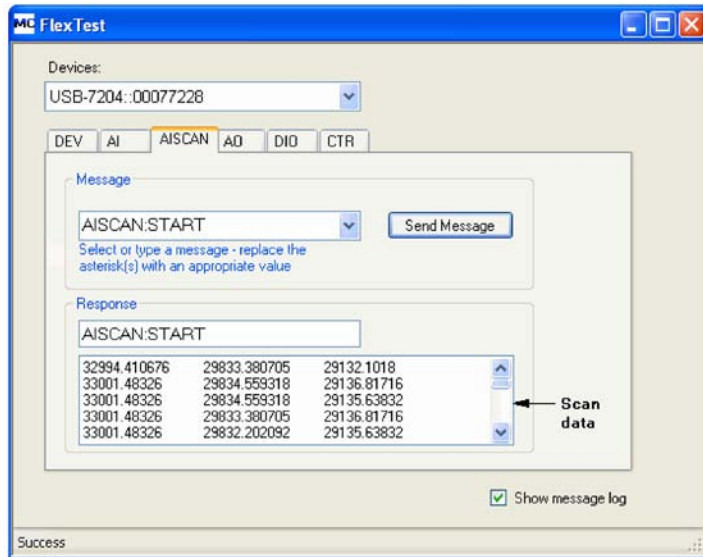 MC FlexTest
Devices:
USB-7204::00077228
DEV AI AISCAN AO DIO CTR
Message
AISCAN:START
Send Message
Select or type a message - replace the
asterisk(s) with an appropriate value
Response
AISCAN:START
32994.410676 29833.380705 29132.1018
33001.48326 29834.559318 29136.81716
33001.48326 29834.559318 29135.63832
33001.48326 29833.380705 29136.81716
33001.48326 29832.202092 29135.63832
Scan
data
Show message log
Success